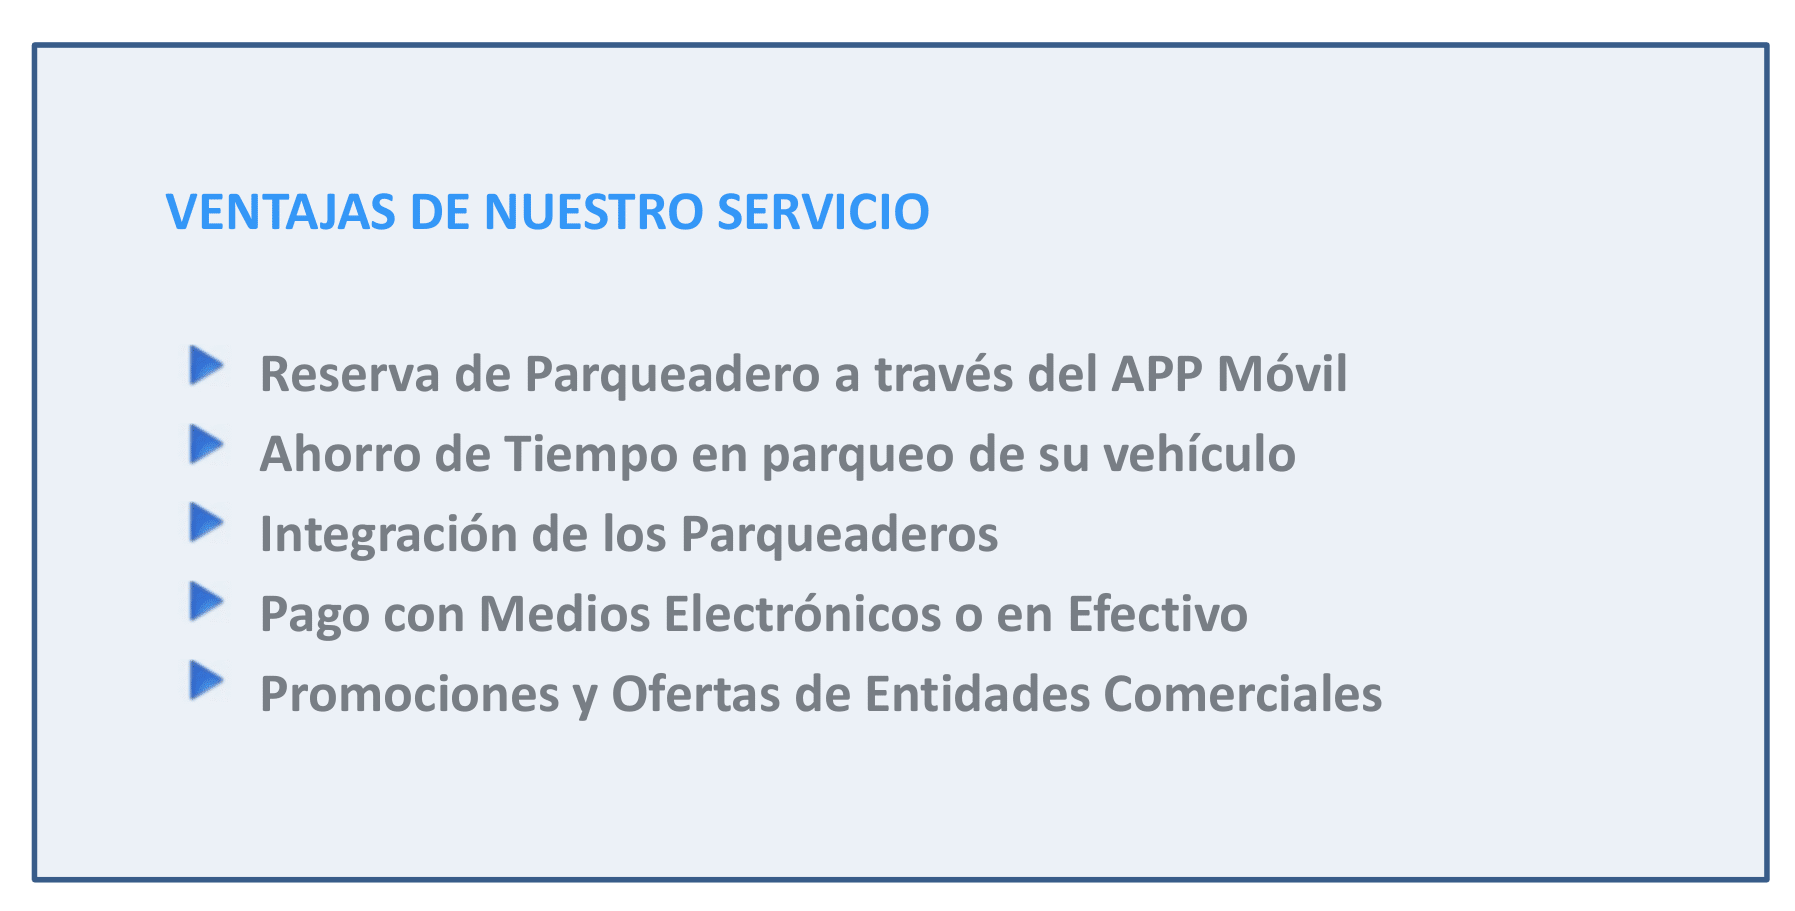 VENTAJAS DE NUESTRO SERVICIO
Reserva de Parqueadero a través del APP Móvil
Ahorro de Tiempo en parqueo de su vehículo
Integración de los Parqueaderos
Pago con Medios Electrónicos o en Efectivo
Promociones y Ofertas de Entidades Comerciales